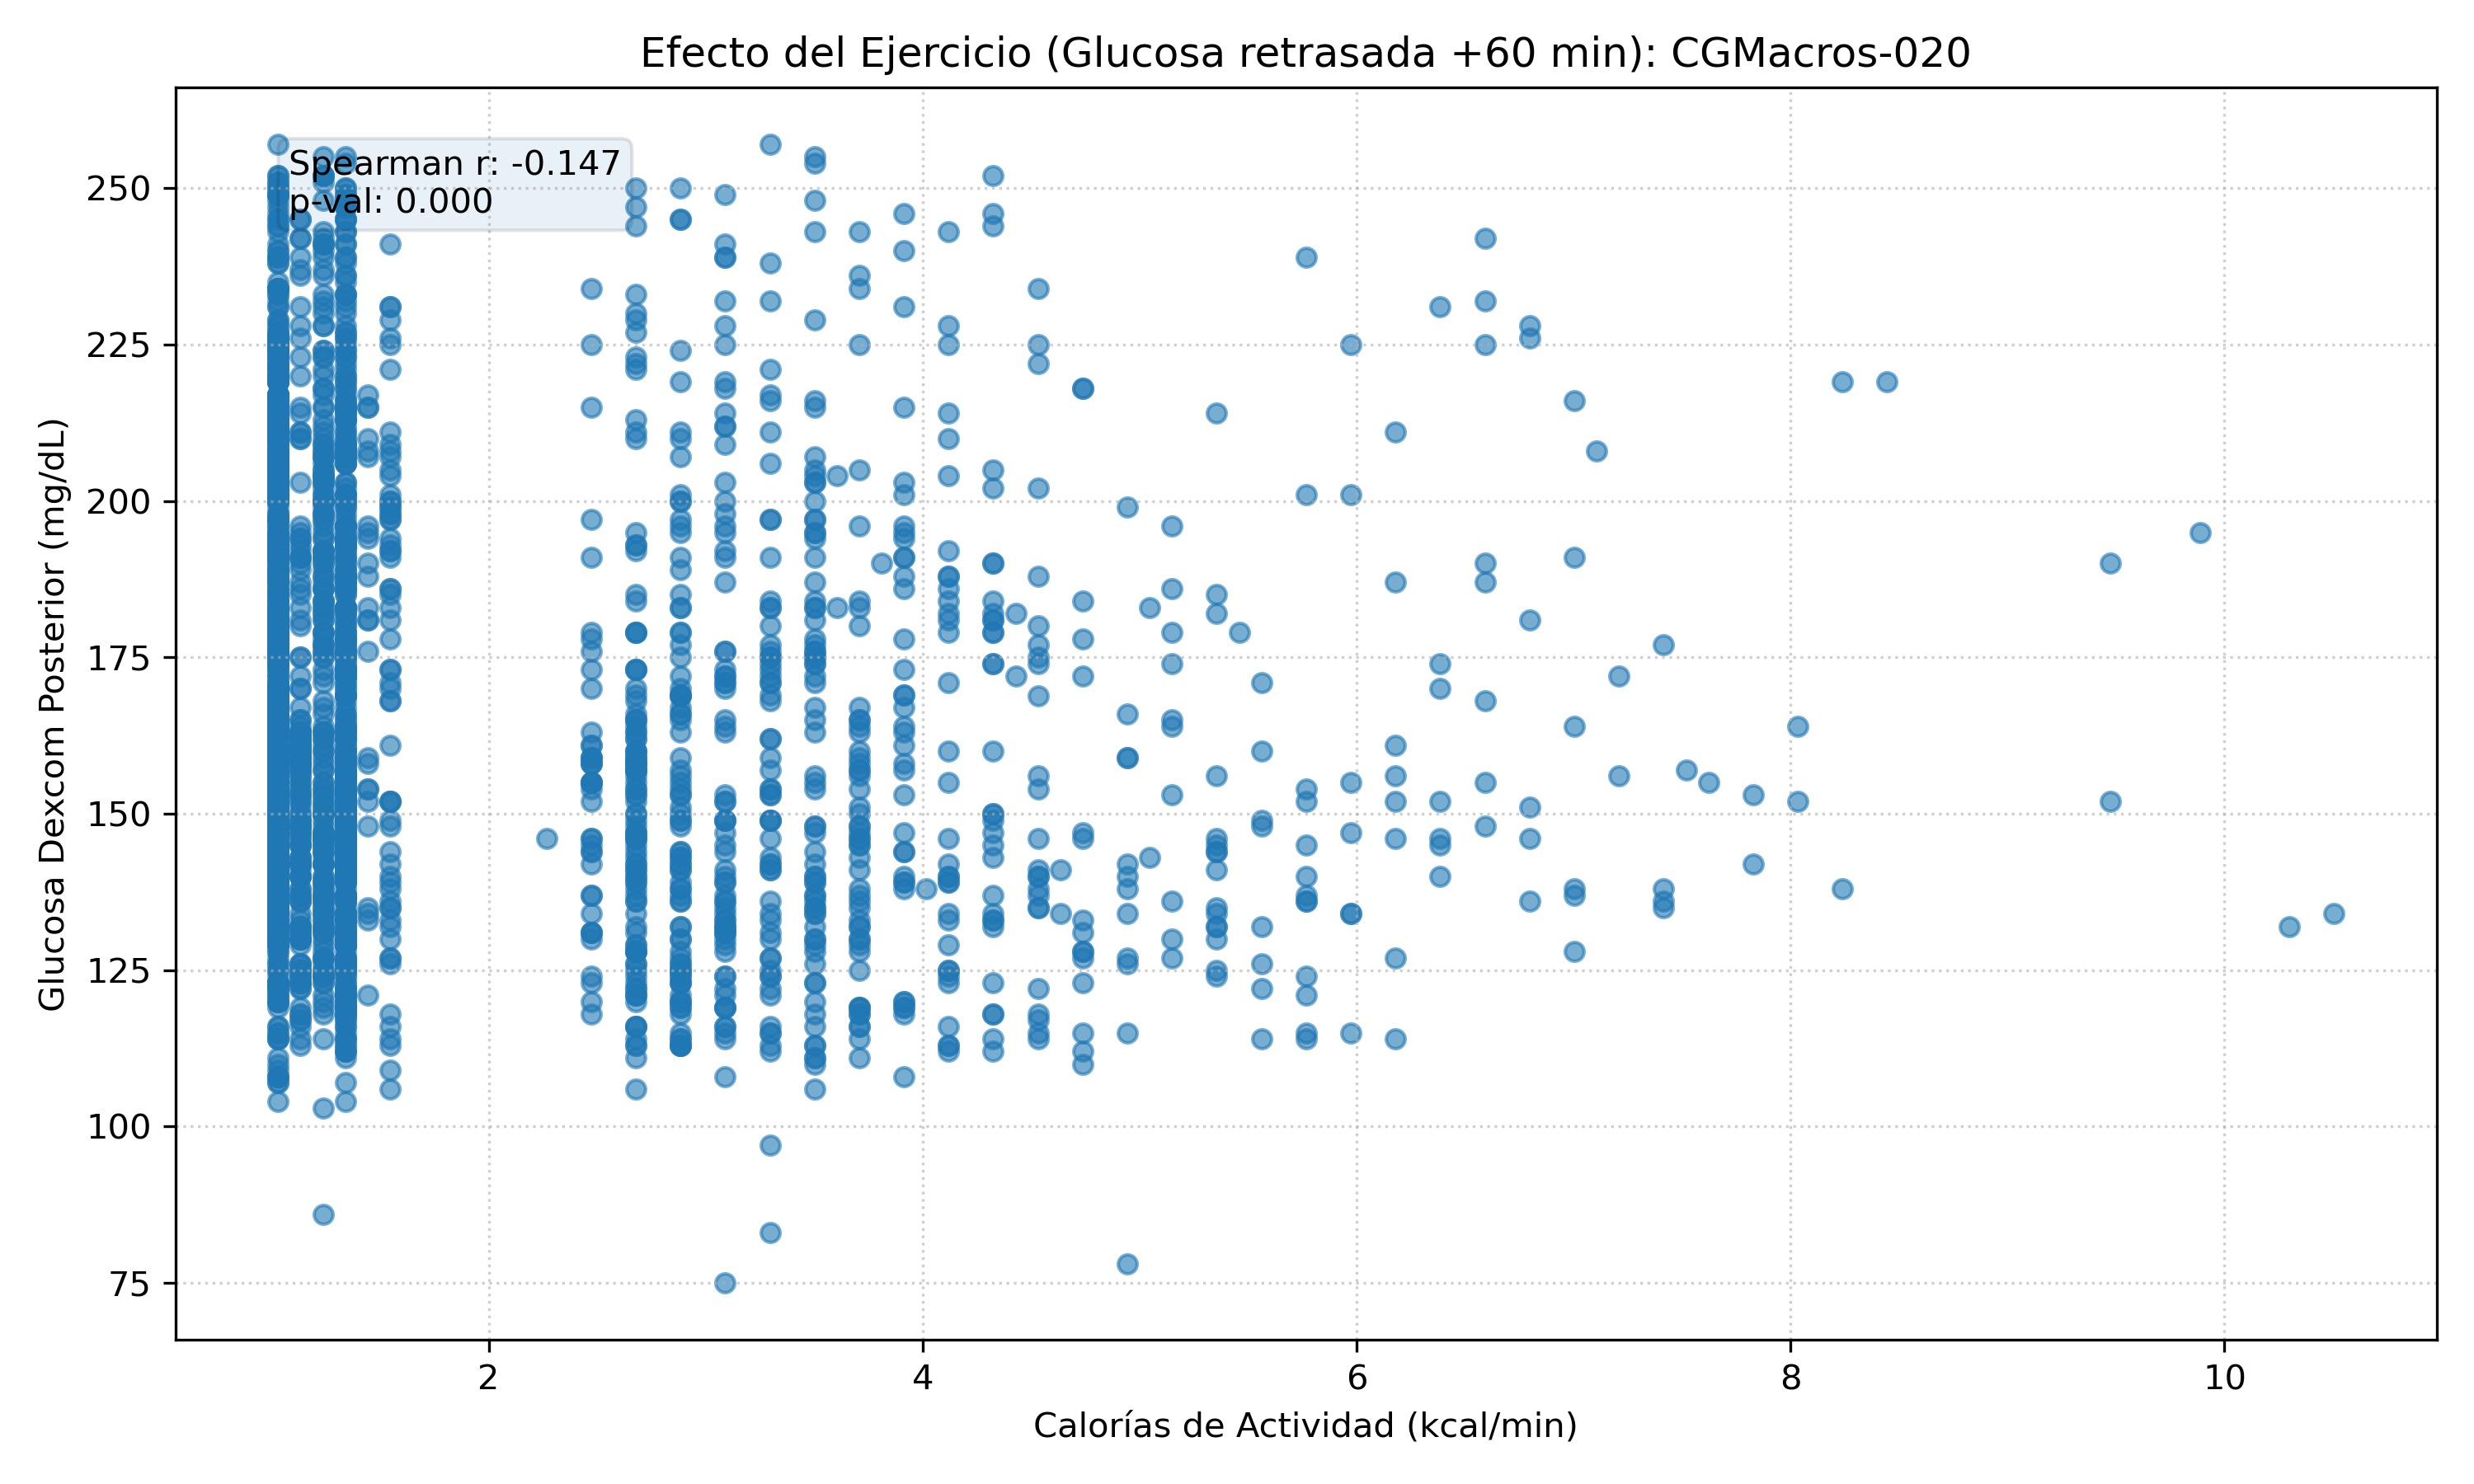 Efecto del Ejercicio (Glucosa retrasada +60 min): CGMacros-020
Spearman r: -0.147
p-val: 0.000
Glucosa Dexcom Posterior (mg/dL)
250
225
200
175
150
125
100
75
2
4
6
8
10
Calorías de Actividad (kcal/min)